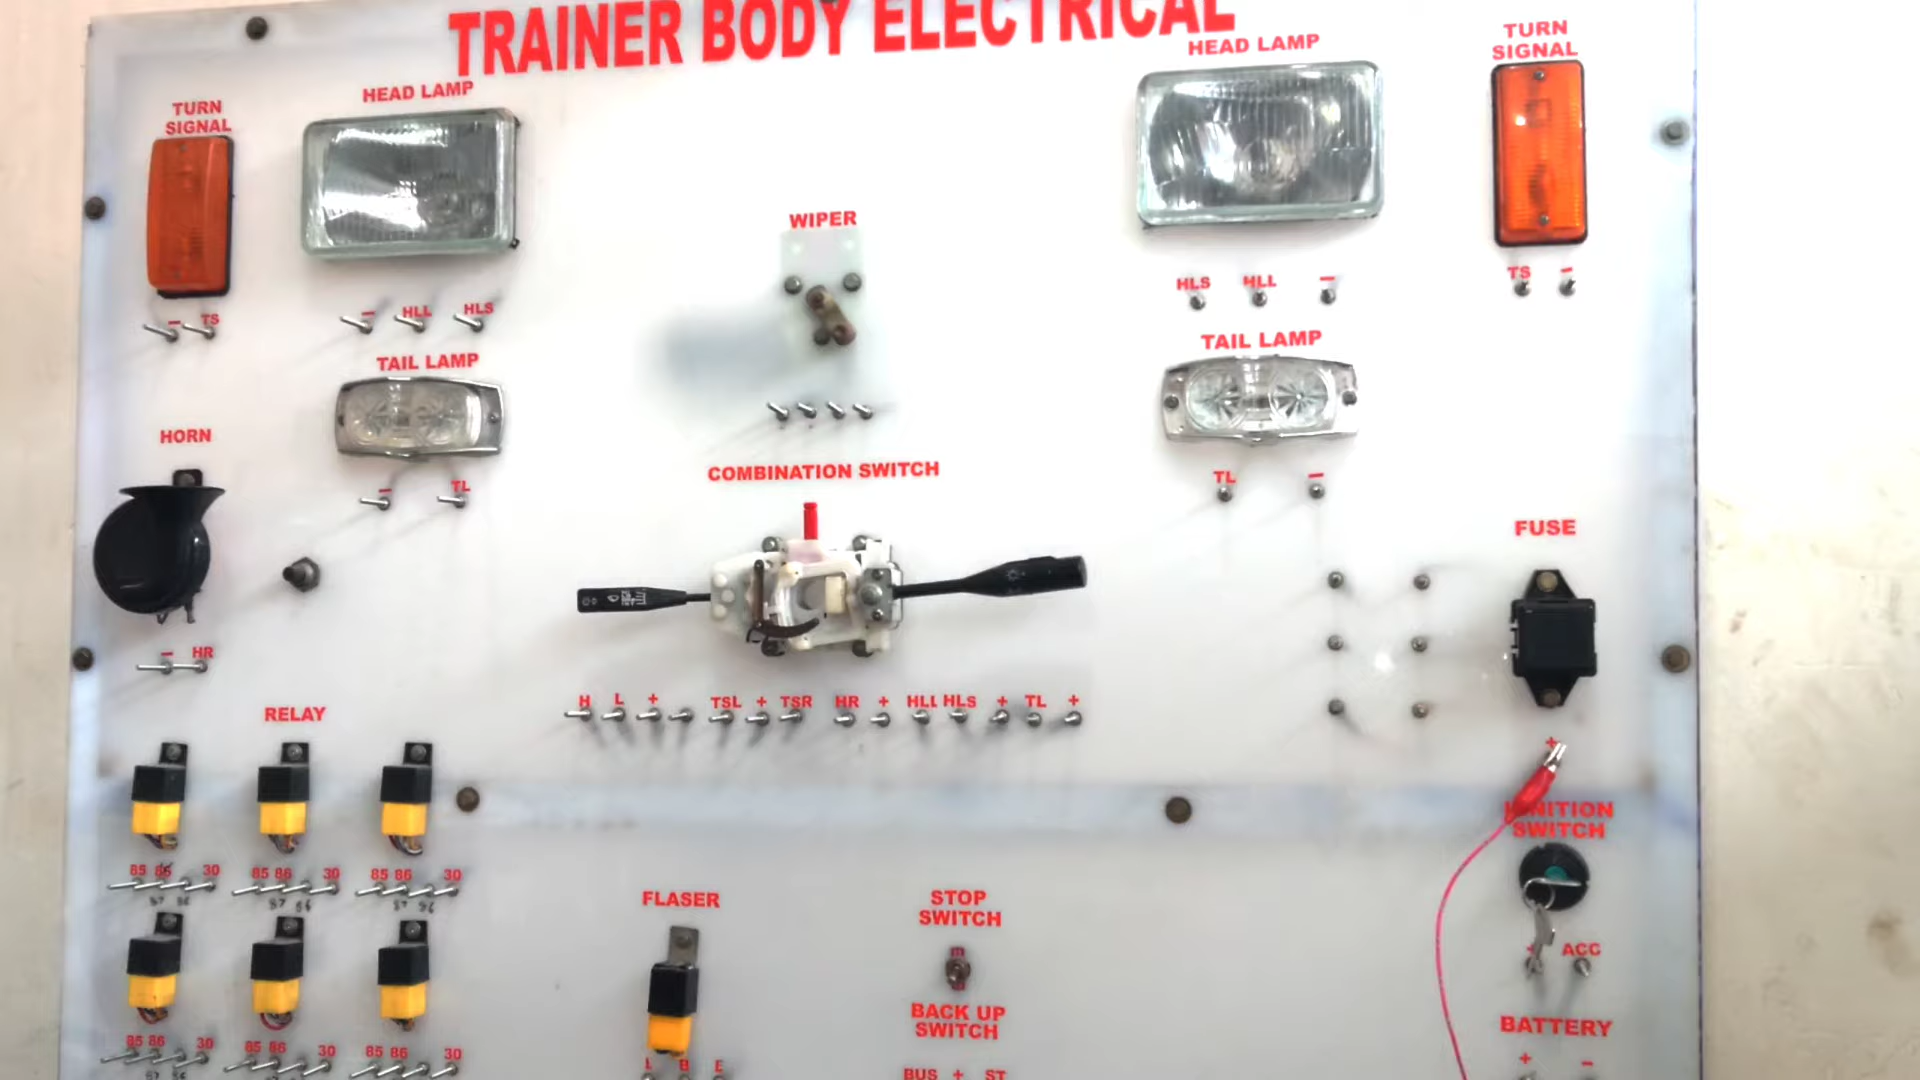 TRAINER BODY ELECTRICAL
TURN
SIGNAL
HEAD LAMP
HEAD LAMP
TURN
SIGNAL
WIPER
- TS
- HLL HLS
HLS HLL -
TS -
TAIL LAMP
TAIL LAMP
HORN
- TL
COMBINATION SWITCH
TL -
FUSE
- HR
H L + TSL + TSR HR + HLL HLS + TL +
RELAY
+
IGNITION
SWITCH
85 86 30
85 86 30
85 86 30
87 86
FLASER
STOP
SWITCH
ACC
BACK UP
SWITCH
BATTERY
+ -
85 86 30
85 86 30
85 86 30
L B E
BUS + ST